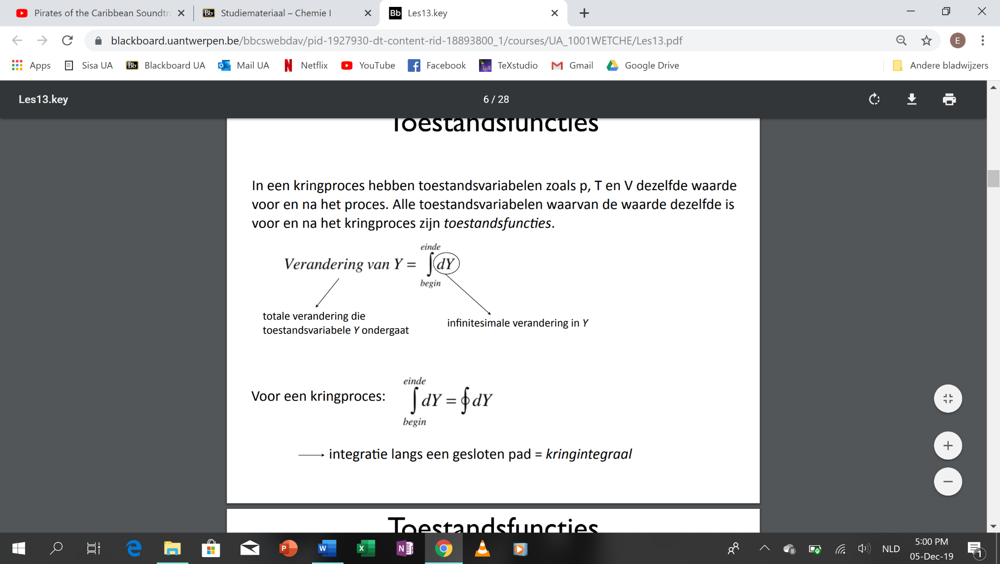 Pirates of the Caribbean Soundtr
Bb Studiemateriaal – Chemie I
Bb Les13.key
blackboard.uantwerpen.be/bbcswebdav/pid-1927930-dt-content-rid-18893800_1/courses/UA_1001WETCHE/Les13.pdf
E
Apps Sisa UA Bb Blackboard UA Mail UA Netflix YouTube Facebook TeXstudio Gmail Google Drive Andere bladwijzers
Les13.key 6 / 28
Toestandsfuncties
In een kringproces hebben toestandsvariabelen zoals p, T en V dezelfde waarde
voor en na het proces. Alle toestandsvariabelen waarvan de waarde dezelfde is
voor en na het kringproces zijn toestandsfuncties.
einde
Verandering van Y = ∫ dY
begin
totale verandering die
toestandsvariabele Y ondergaat
infinitesimale verandering in Y
einde
Voor een kringproces: ∫ dY = ∮ dY
begin
integratie langs een gesloten pad = kringintegraal
Toestandsfuncties
NLD
5:00 PM
05-Dec-19
1